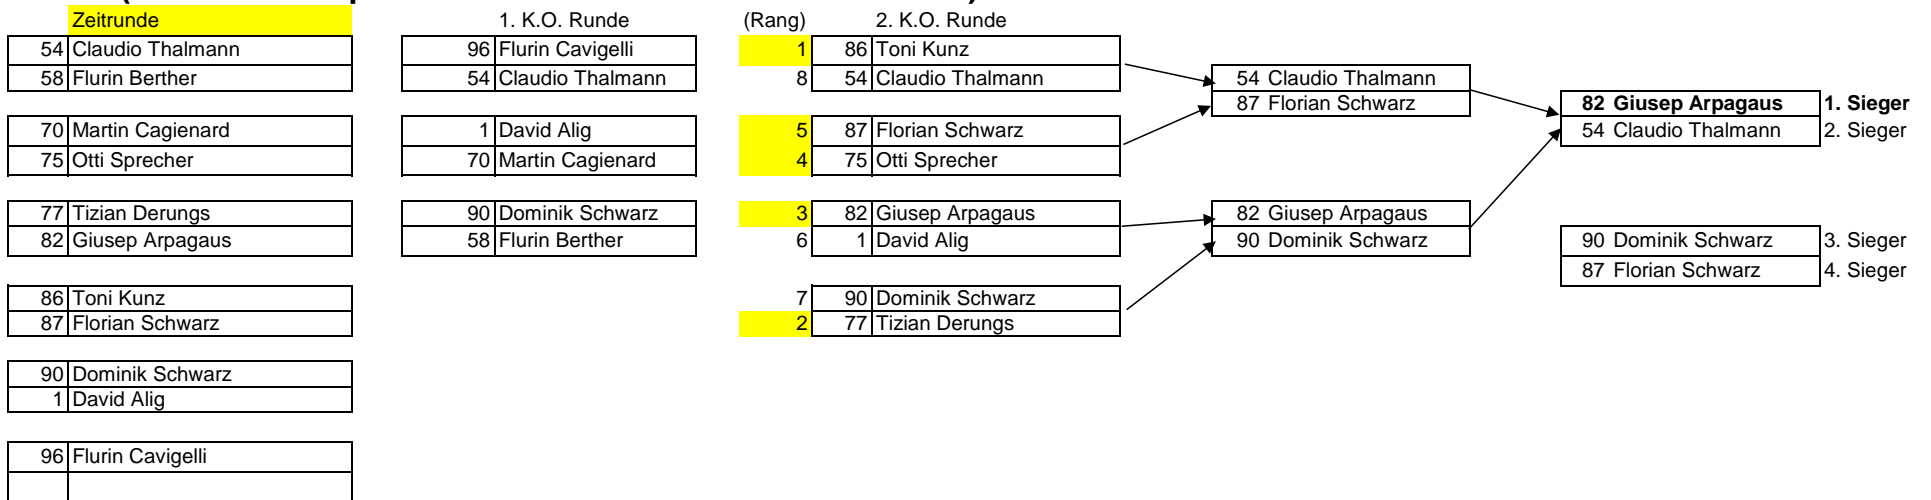 Zeitrunde 1. K.O. Runde (Rang) 2. K.O. Runde
54 Claudio Thalmann 96 Flurin Cavigelli 1 86 Toni Kunz
58 Flurin Berther 54 Claudio Thalmann 8 54 Claudio Thalmann 54 Claudio Thalmann
87 Florian Schwarz 82 Giusep Arpagaus 1. Sieger
70 Martin Cagienard 1 David Alig 5 87 Florian Schwarz 54 Claudio Thalmann 2. Sieger
75 Otti Sprecher 70 Martin Cagienard 4 75 Otti Sprecher
77 Tizian Derungs 90 Dominik Schwarz 3 82 Giusep Arpagaus 82 Giusep Arpagaus
82 Giusep Arpagaus 58 Flurin Berther 6 1 David Alig 90 Dominik Schwarz 90 Dominik Schwarz 3. Sieger
87 Florian Schwarz 4. Sieger
86 Toni Kunz 7 90 Dominik Schwarz
87 Florian Schwarz 2 77 Tizian Derungs
90 Dominik Schwarz
1 David Alig
96 Flurin Cavigelli